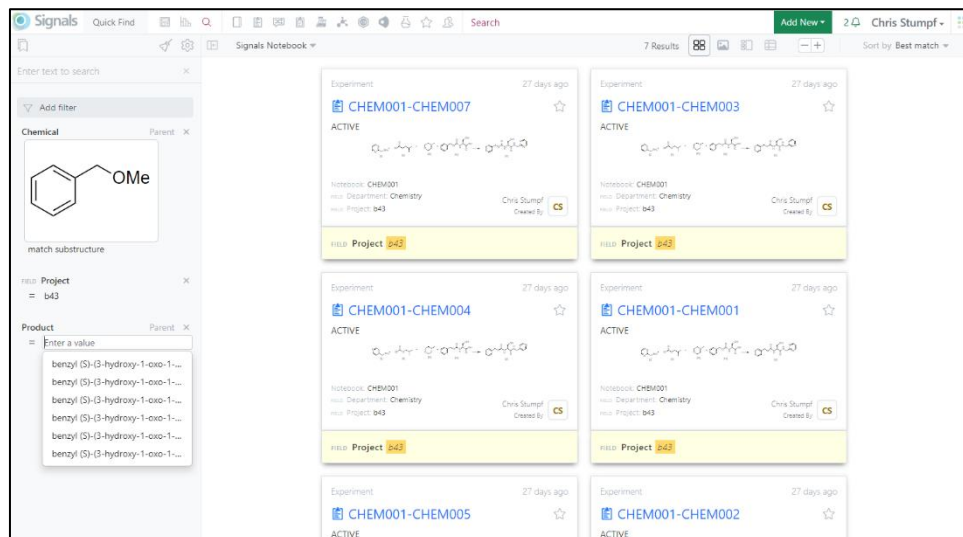 Signals Quick Find Search Add New 2 Chris Stumpf
Signals Notebook 7 Results Sort by Best match
Enter text to search
Add filter
Chemical Parent
OMe
match substructure
FIELD Project
= b43
Product Parent
= Enter a value
benzyl (S)-(3-hydroxy-1-oxo-1-...
benzyl (S)-(3-hydroxy-1-oxo-1-...
benzyl (S)-(3-hydroxy-1-oxo-1-...
benzyl (S)-(3-hydroxy-1-oxo-1-...
benzyl (S)-(3-hydroxy-1-oxo-1-...
benzyl (S)-(3-hydroxy-1-oxo-1-...
Experiment 27 days ago
CHEM001-CHEM007
ACTIVE
Notebook: CHEM001
FIELD Department: Chemistry
FIELD Project: b43
Chris Stumpf
Created By CS
FIELD Project b43
Experiment 27 days ago
CHEM001-CHEM003
ACTIVE
Notebook: CHEM001
FIELD Department: Chemistry
FIELD Project: b43
Chris Stumpf
Created By CS
FIELD Project b43
Experiment 27 days ago
CHEM001-CHEM004
ACTIVE
Notebook: CHEM001
FIELD Department: Chemistry
FIELD Project: b43
Chris Stumpf
Created By CS
FIELD Project b43
Experiment 27 days ago
CHEM001-CHEM001
ACTIVE
Notebook: CHEM001
FIELD Department: Chemistry
FIELD Project: b43
Chris Stumpf
Created By CS
FIELD Project b43
Experiment 27 days ago
CHEM001-CHEM005
ACTIVE
Experiment 27 days ago
CHEM001-CHEM002
ACTIVE